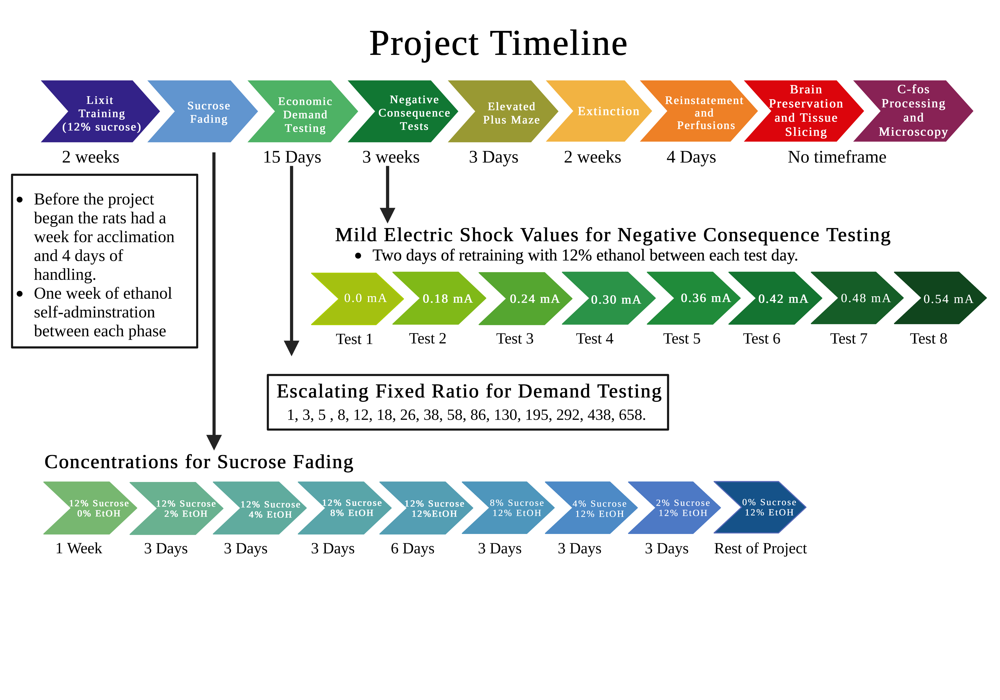 Project Timeline
Lixit
Training
(12% sucrose)
Sucrose
Fading
Economic
Demand
Testing
Negative
Consequence
Tests
Elevated
Plus Maze
Extinction
Reinstatement
and
Perfusions
Brain
Preservation
and Tissue
Slicing
C-fos
Processing
and
Microscopy
2 weeks
15 Days
3 weeks
3 Days
2 weeks
4 Days
No timeframe
• Before the project
began the rats had a
week for acclimation
and 4 days of
handling.
• One week of ethanol
self-adminstration
between each phase
Mild Electric Shock Values for Negative Consequence Testing
• Two days of retraining with 12% ethanol between each test day.
0.0 mA
0.18 mA
0.24 mA
0.30 mA
0.36 mA
0.42 mA
0.48 mA
0.54 mA
Test 1
Test 2
Test 3
Test 4
Test 5
Test 6
Test 7
Test 8
Escalating Fixed Ratio for Demand Testing
1, 3, 5 , 8, 12, 18, 26, 38, 58, 86, 130, 195, 292, 438, 658.
Concentrations for Sucrose Fading
12% Sucrose
0% EtOH
12% Sucrose
2% EtOH
12% Sucrose
4% EtOH
12% Sucrose
8% EtOH
12% Sucrose
12%EtOH
8% Sucrose
12% EtOH
4% Sucrose
12% EtOH
2% Sucrose
12% EtOH
0% Sucrose
12% EtOH
1 Week
3 Days
3 Days
3 Days
6 Days
3 Days
3 Days
3 Days
Rest of Project